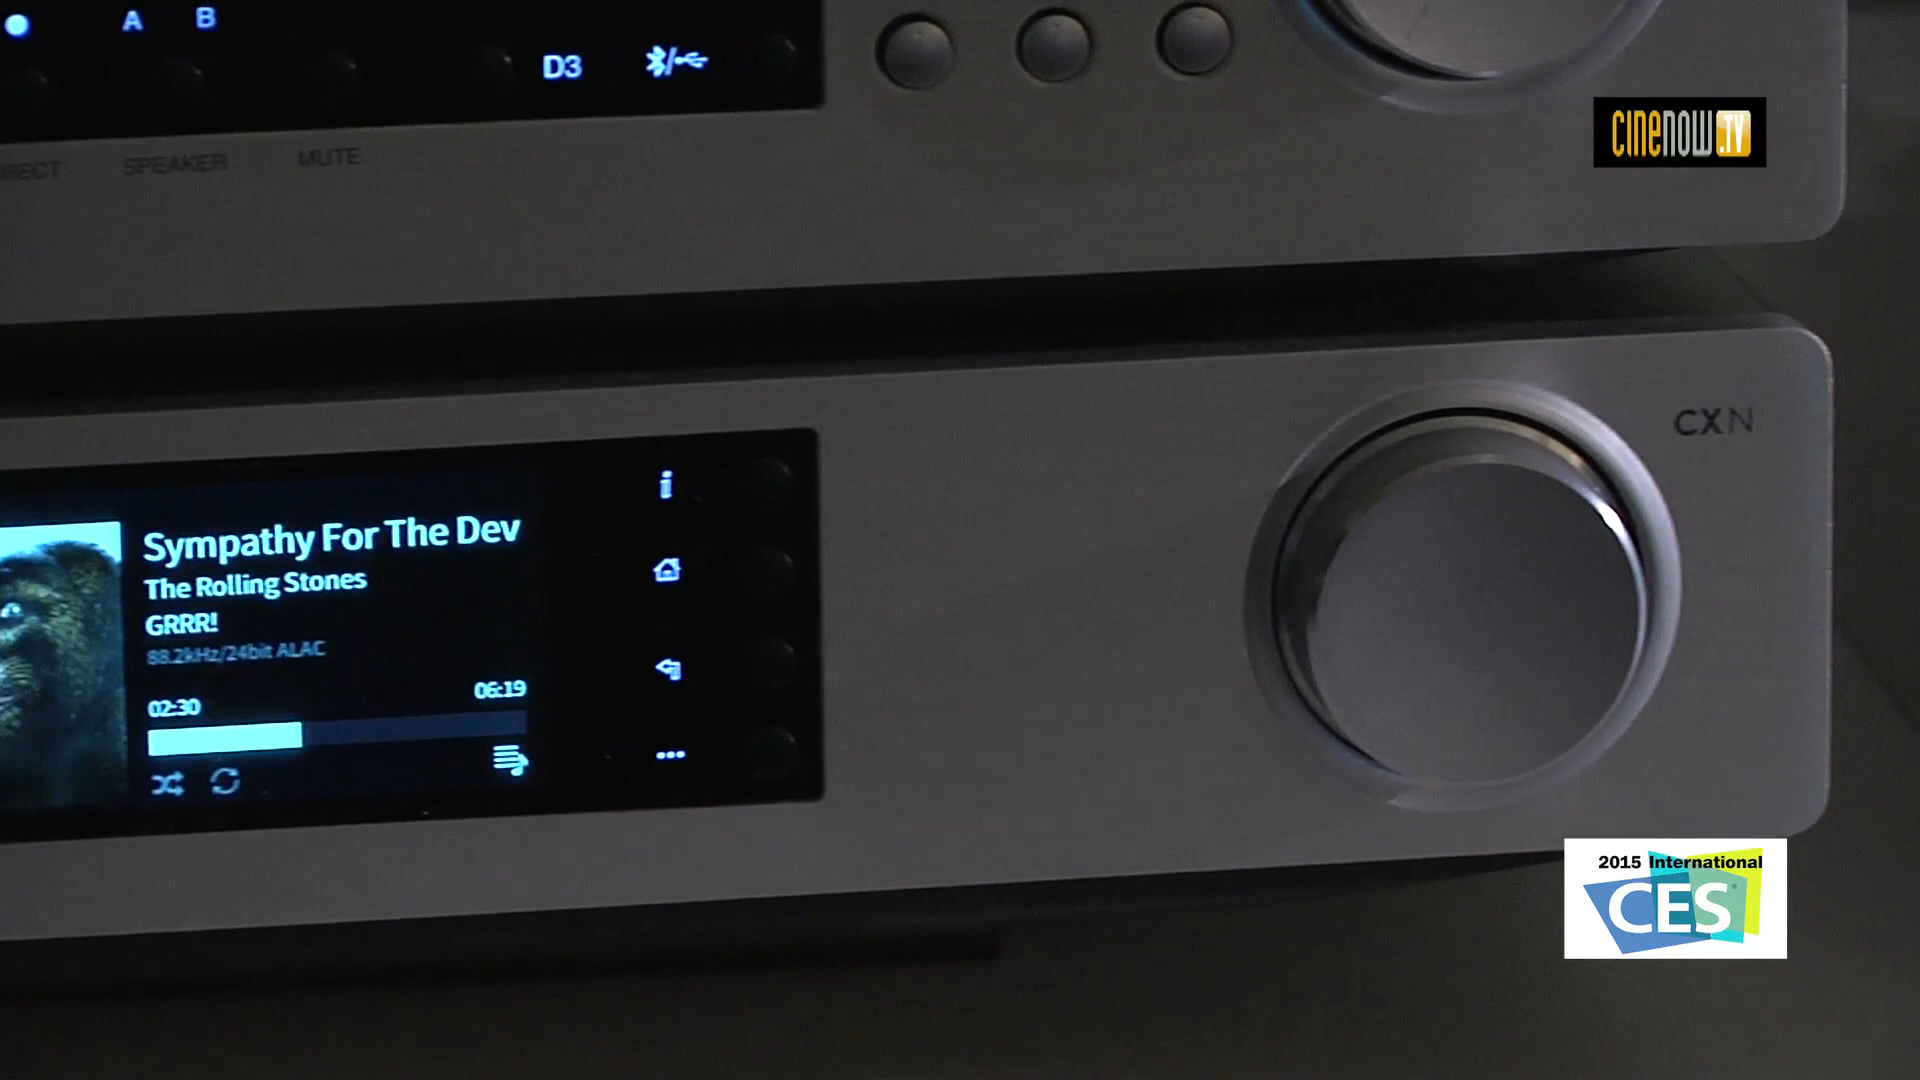 A B
D3
SPEAKER MUTE
CINENOW.TV
CXN
Sympathy For The Dev
The Rolling Stones
GRRR!
88.2kHz/24bit ALAC
02:30 06:19
2015 International
CES